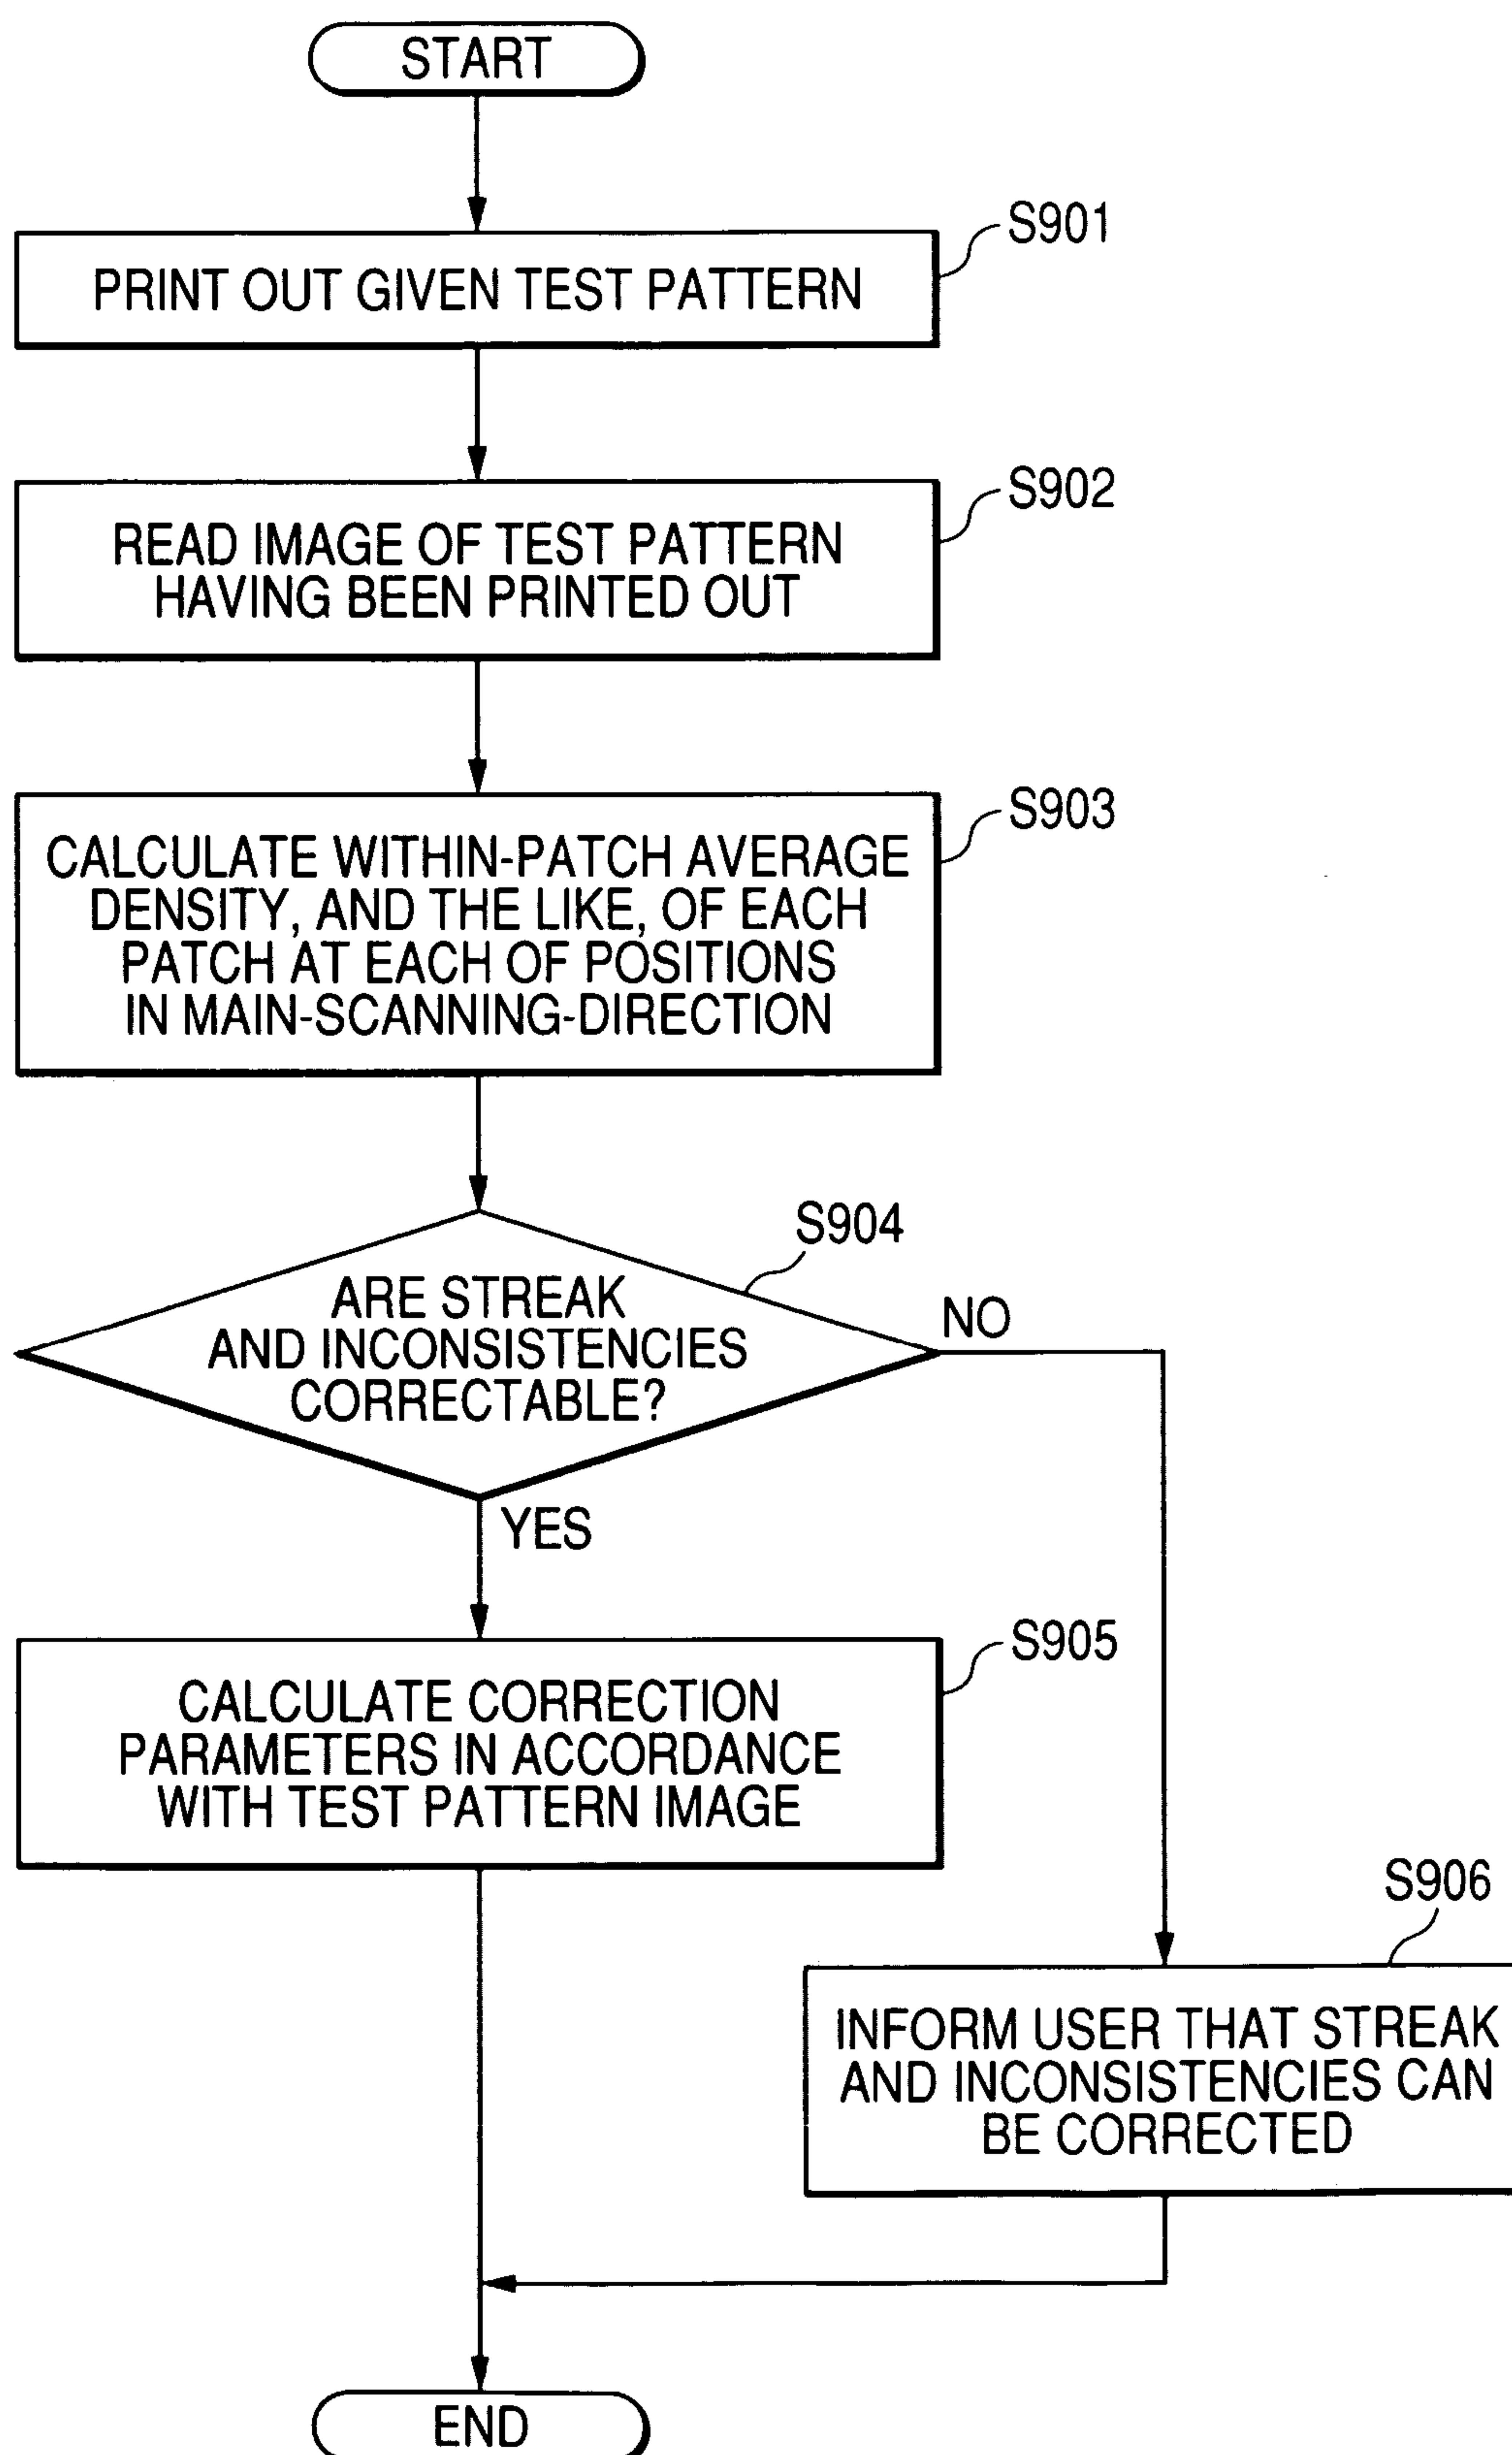 START
S901
PRINT OUT GIVEN TEST PATTERN
S902
READ IMAGE OF TEST PATTERN
HAVING BEEN PRINTED OUT
S903
CALCULATE WITHIN-PATCH AVERAGE
DENSITY, AND THE LIKE, OF EACH
PATCH AT EACH OF POSITIONS
IN MAIN-SCANNING-DIRECTION
S904
ARE STREAK
AND INCONSISTENCIES
CORRECTABLE?
NO
YES
S905
CALCULATE CORRECTION
PARAMETERS IN ACCORDANCE
WITH TEST PATTERN IMAGE
S906
INFORM USER THAT STREAK
AND INCONSISTENCIES CAN
BE CORRECTED
END